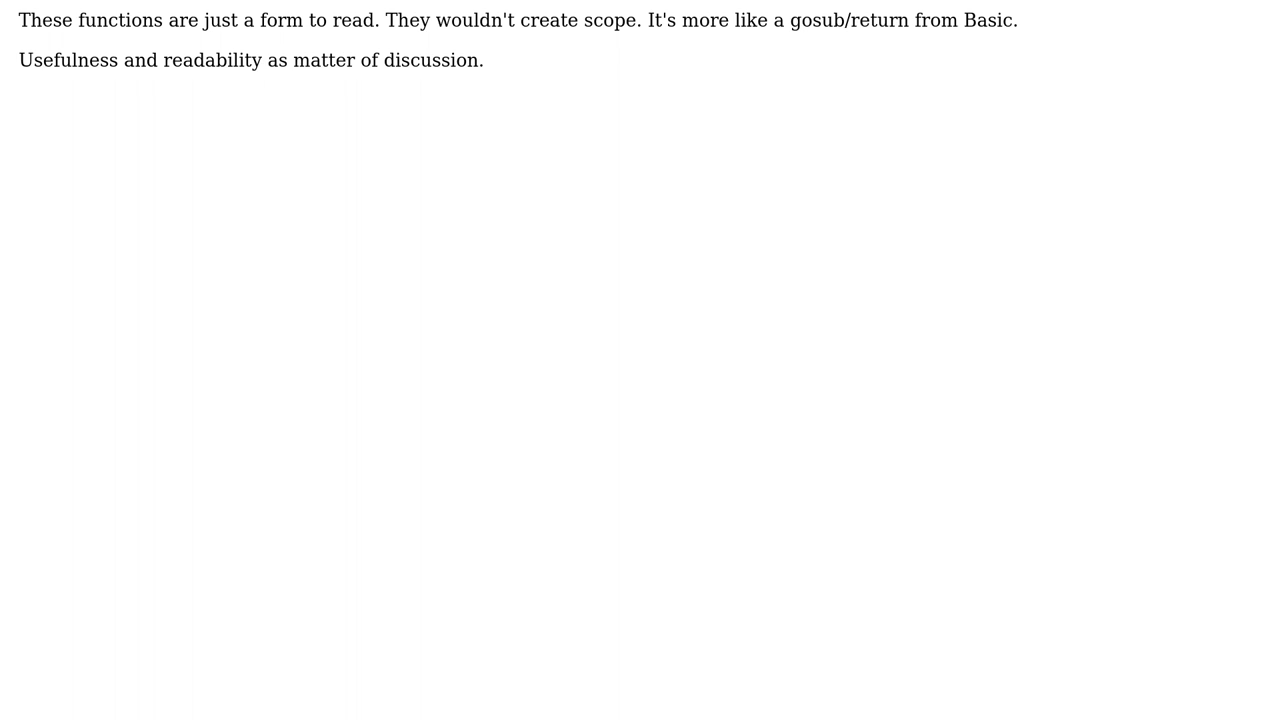 These functions are just a form to read. They wouldn't create scope. It's more like a gosub/return from Basic.
Usefulness and readability as matter of discussion.